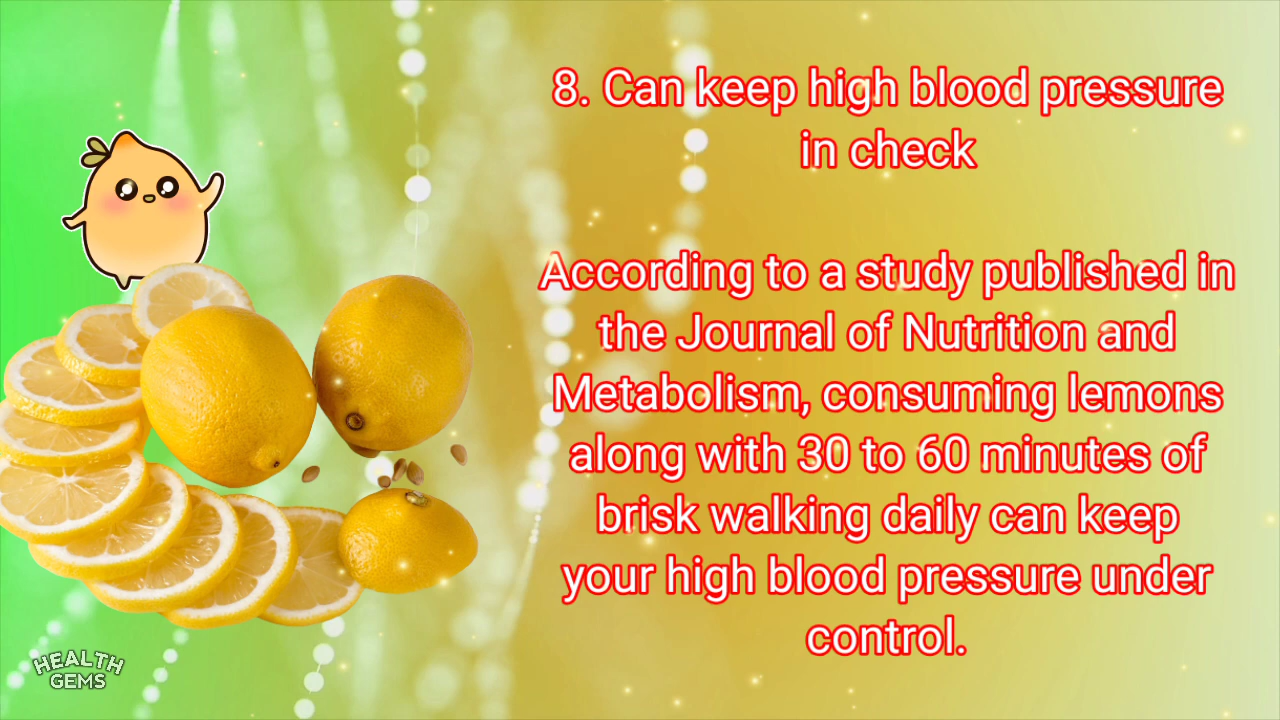 8. Can keep high blood pressure
in check
According to a study published in
the Journal of Nutrition and
Metabolism, consuming lemons
along with 30 to 60 minutes of
brisk walking daily can keep
your high blood pressure under
control.
HEALTH
GEMS